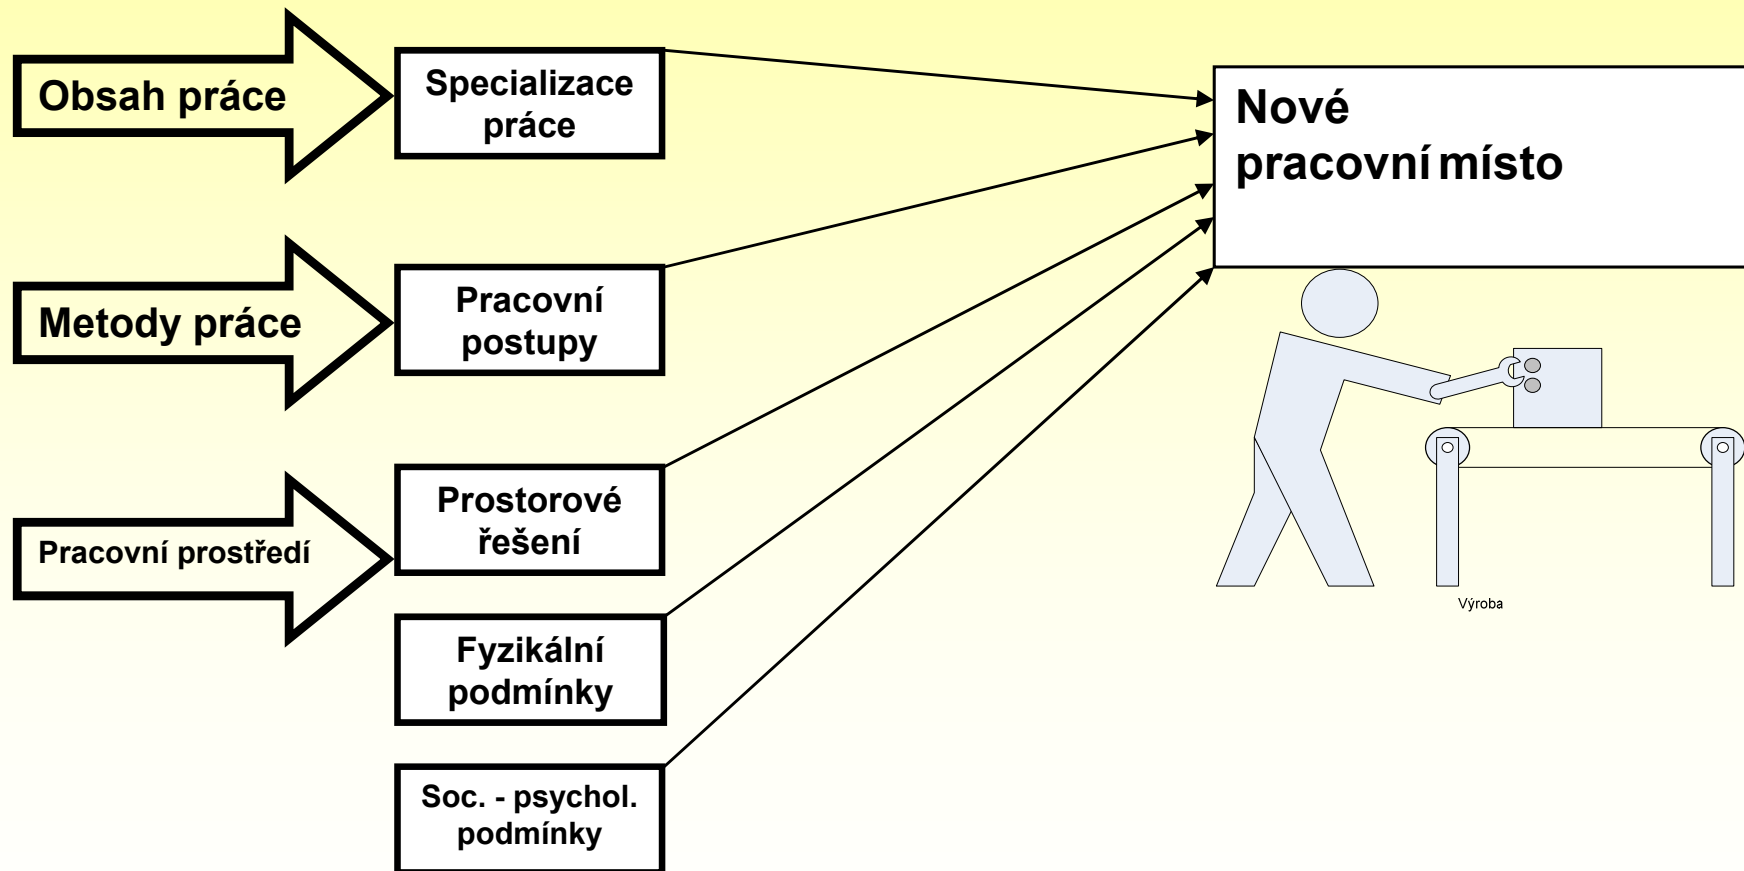 Obsah práce
Specializace
práce
Nové
pracovní místo
Metody práce
Pracovní
postupy
Pracovní prostředí
Prostorové
řešení
Fyzikální
podmínky
Soc. - psychol.
podmínky
Výroba